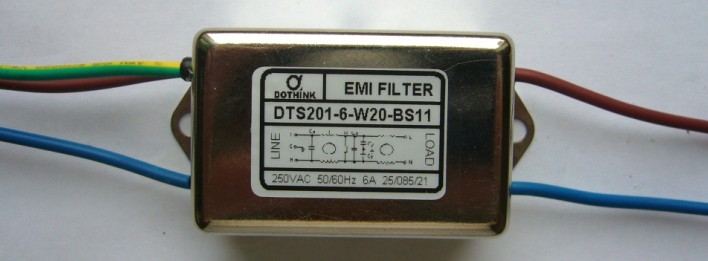 DOTHINK
EMI FILTER
DTS201-6-W20-BS11
LINE
LOAD
250VAC 50/60Hz 6A 25/085/21